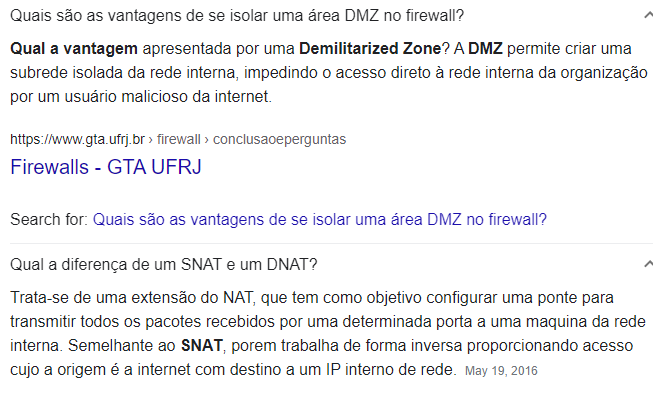 Quais são as vantagens de se isolar uma área DMZ no firewall?
Qual a vantagem apresentada por uma Demilitarized Zone? A DMZ permite criar uma
subrede isolada da rede interna, impedindo o acesso direto à rede interna da organização
por um usuário malicioso da internet.
https://www.gta.ufrj.br › firewall › conclusaoeperguntas
Firewalls - GTA UFRJ
Search for: Quais são as vantagens de se isolar uma área DMZ no firewall?
Qual a diferença de um SNAT e um DNAT?
Trata-se de uma extensão do NAT, que tem como objetivo configurar uma ponte para
transmitir todos os pacotes recebidos por uma determinada porta a uma maquina da rede
interna. Semelhante ao SNAT, porem trabalha de forma inversa proporcionando acesso
cujo a origem é a internet com destino a um IP interno de rede. May 19, 2016